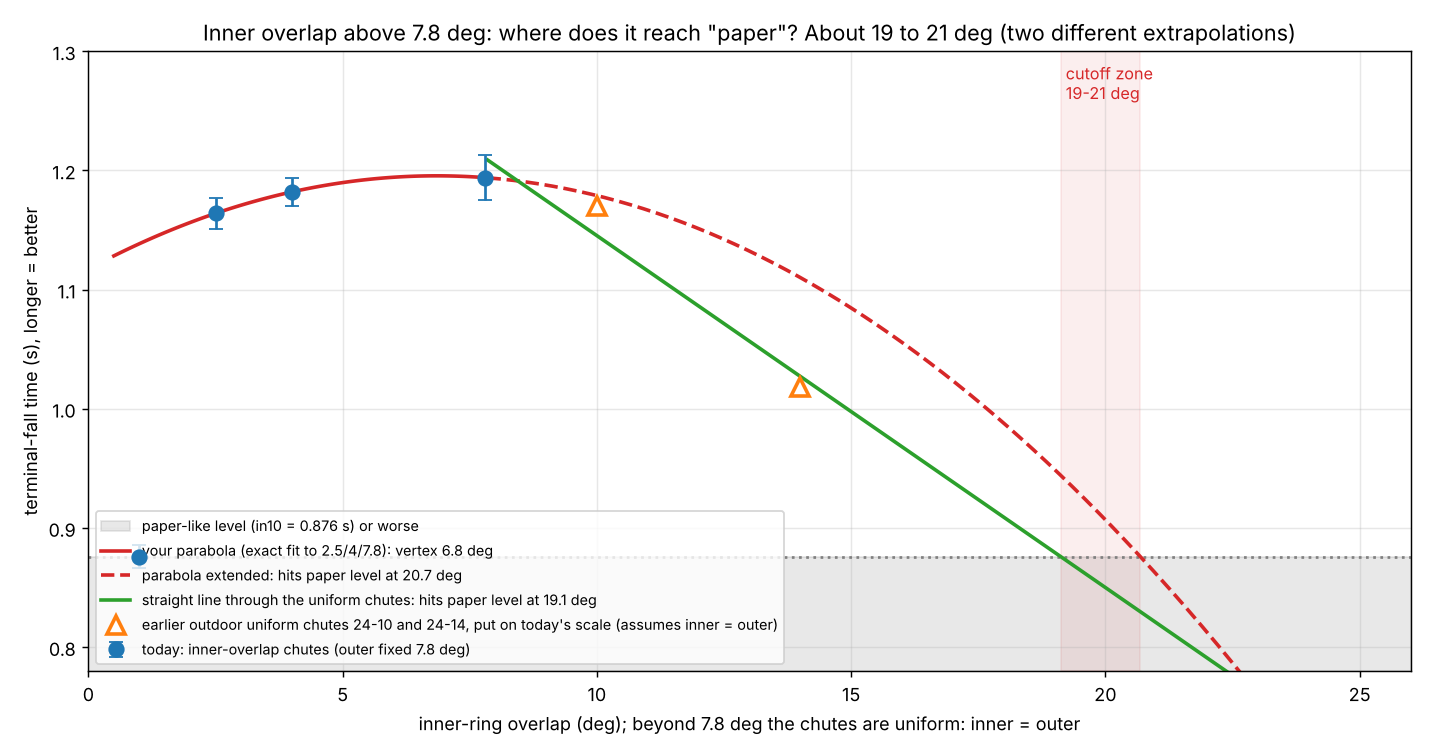 Inner overlap above 7.8 deg: where does it reach "paper"? About 19 to 21 deg (two different extrapolations)
cutoff zone
19-21 deg
terminal-fall time (s), longer = better
1.3
1.2
1.1
1.0
0.9
0.8
paper-like level (in10 = 0.876 s) or worse
your parabola (exact fit to 2.5/4/7.8): vertex 6.8 deg
parabola extended: hits paper level at 20.7 deg
straight line through the uniform chutes: hits paper level at 19.1 deg
earlier outdoor uniform chutes 24-10 and 24-14, put on today's scale (assumes inner = outer)
today: inner-overlap chutes (outer fixed 7.8 deg)
0 5 10 15 20 25
inner-ring overlap (deg); beyond 7.8 deg the chutes are uniform: inner = outer